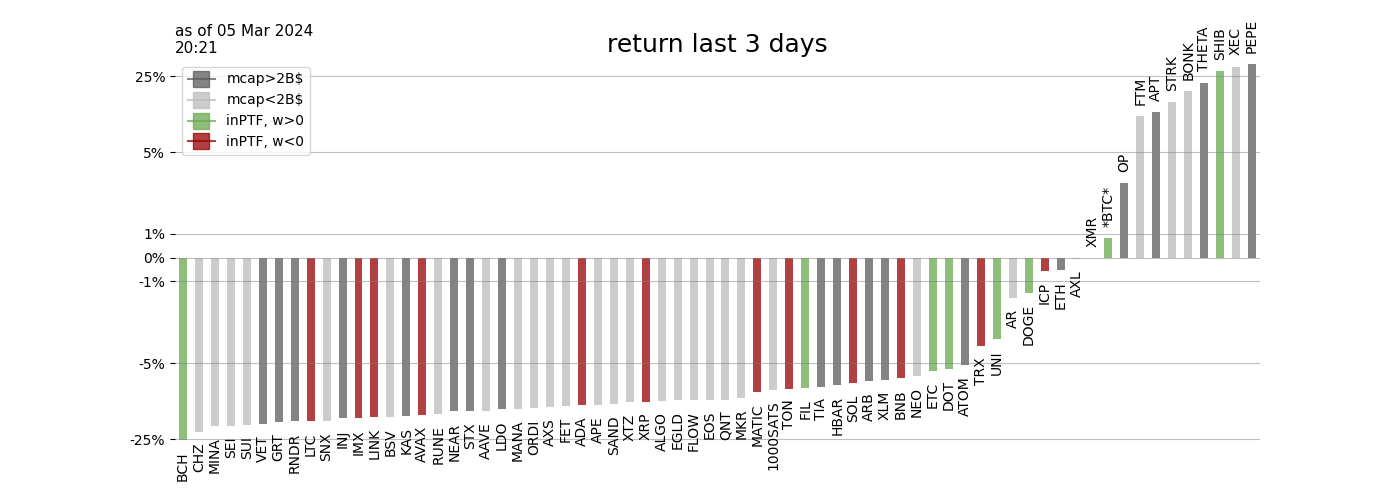 as of 05 Mar 2024
20:21
return last 3 days
mcap>2B$
mcap<2B$
inPTF, w>0
inPTF, w<0
25%
5%
1%
0%
-1%
-5%
-25%
BCH
CHZ
MINA
SEI
SUI
VET
GRT
RNDR
LTC
SNX
INJ
IMX
LINK
BSV
KAS
AVAX
RUNE
NEAR
STX
AAVE
LDO
MANA
ORDI
AXS
FET
ADA
APE
SAND
XTZ
XRP
ALGO
EGLD
FLOW
EOS
QNT
MKR
MATIC
1000SATS
TON
FIL
TIA
HBAR
SOL
ARB
XLM
BNB
NEO
ETC
DOT
ATOM
TRX
UNI
AR
DOGE
ICP
ETH
AXL
XMR
*BTC*
OP
FTM
APT
STRK
BONK
THETA
SHIB
XEC
PEPE